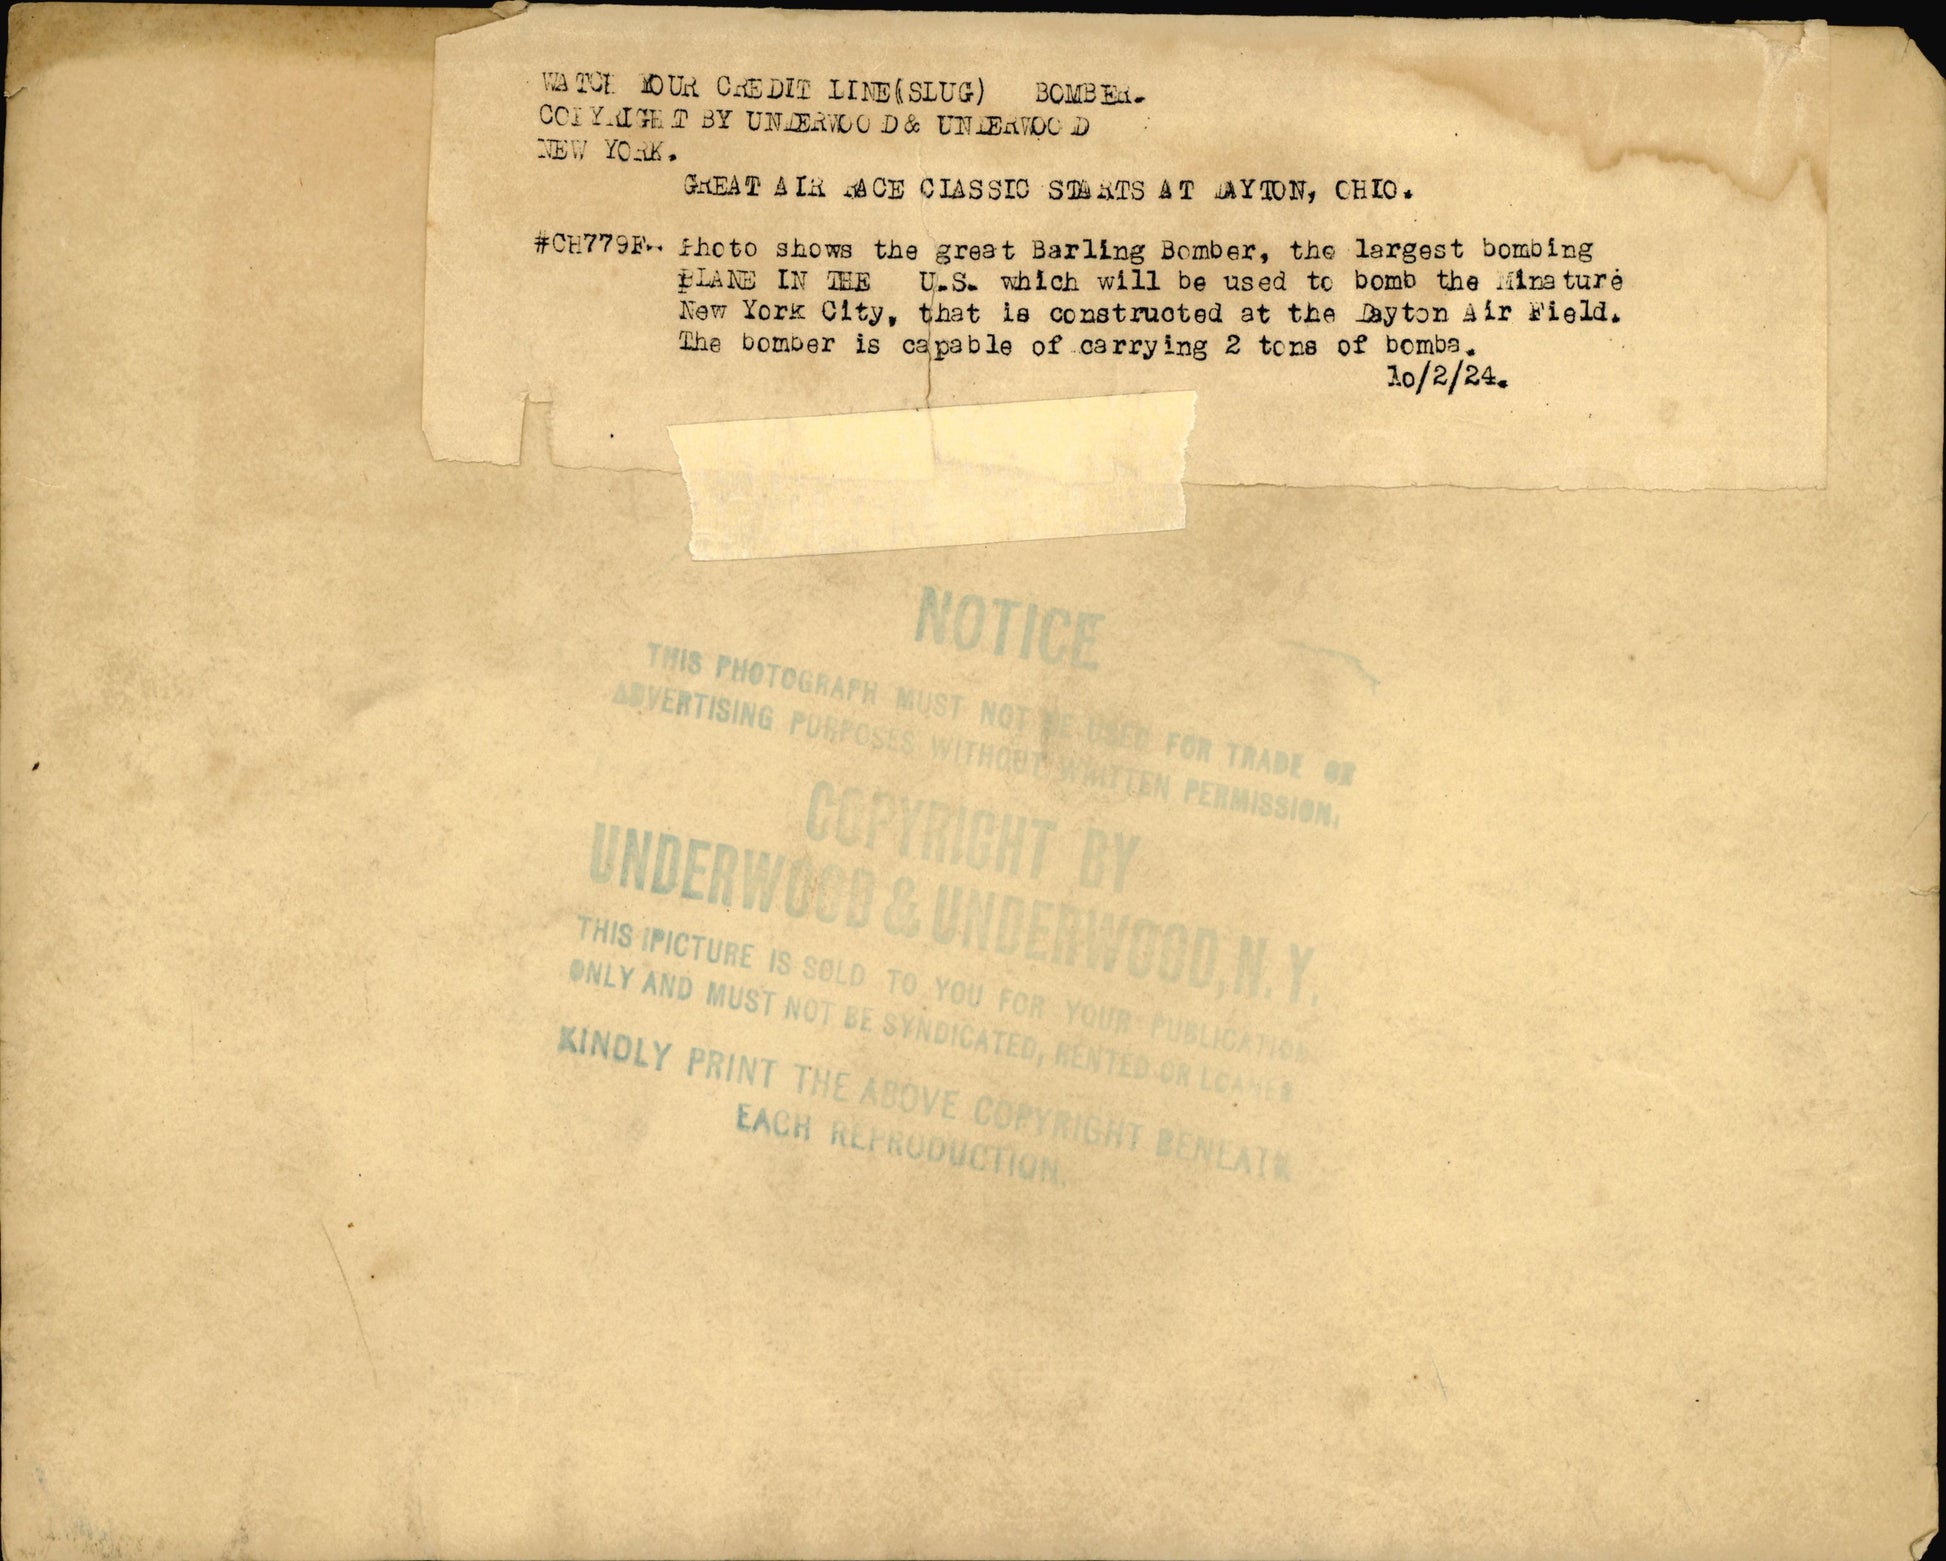 WATCH YOUR CREDIT LINE(SLUG) BOMBER.
COPYRIGHT BY UNDERWOOD & UNDERWOOD
NEW YORK.
GREAT AIR RACE CLASSIC STARTS AT DAYTON, OHIO.
#CH779F.. Photo shows the great Barling Bomber, the largest bombing
PLANE IN THE U.S. which will be used to bomb the Minature
New York City, that is constructed at the Dayton Air Field.
The bomber is capable of carrying 2 tons of bombs.
10/2/24.
NOTICE
THIS PHOTOGRAPH MUST NOT BE USED FOR TRADE OR
ADVERTISING PURPOSES WITHOUT WRITTEN PERMISSION.
COPYRIGHT BY
UNDERWOOD & UNDERWOOD, N.Y.
THIS PICTURE IS SOLD TO YOU FOR YOUR PUBLICATION
ONLY AND MUST NOT BE SYNDICATED, RENTED OR LOANED
KINDLY PRINT THE ABOVE COPYRIGHT BENEATH
EACH REPRODUCTION.